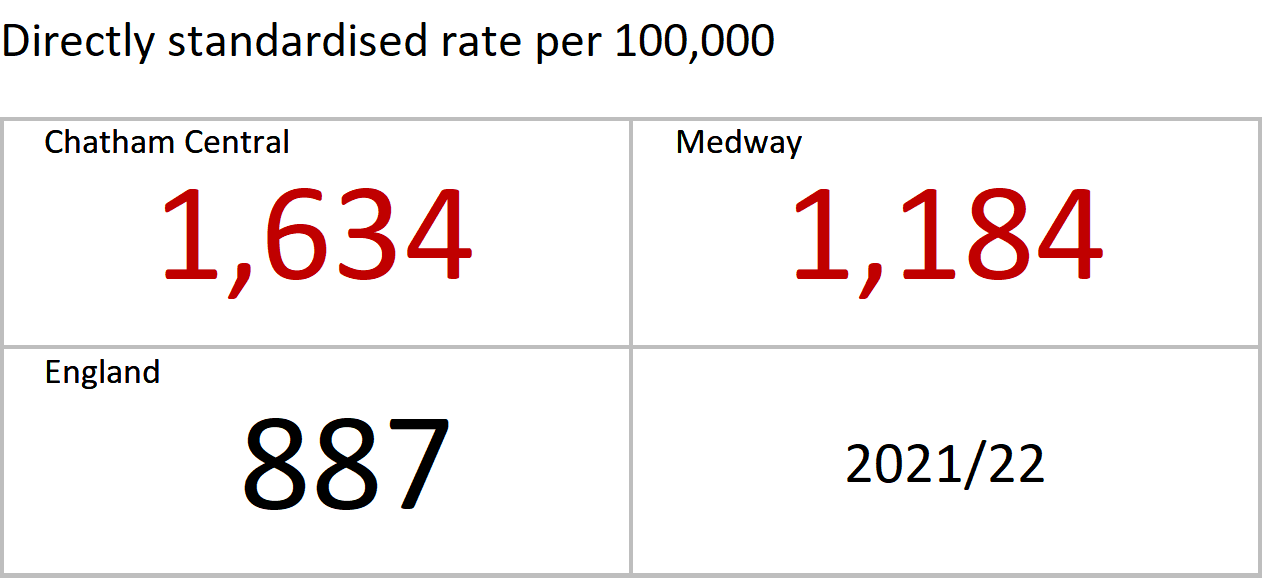 Directly standardised rate per 100,000
Chatham Central
1,634
Medway
1,184
England
887
2021/22